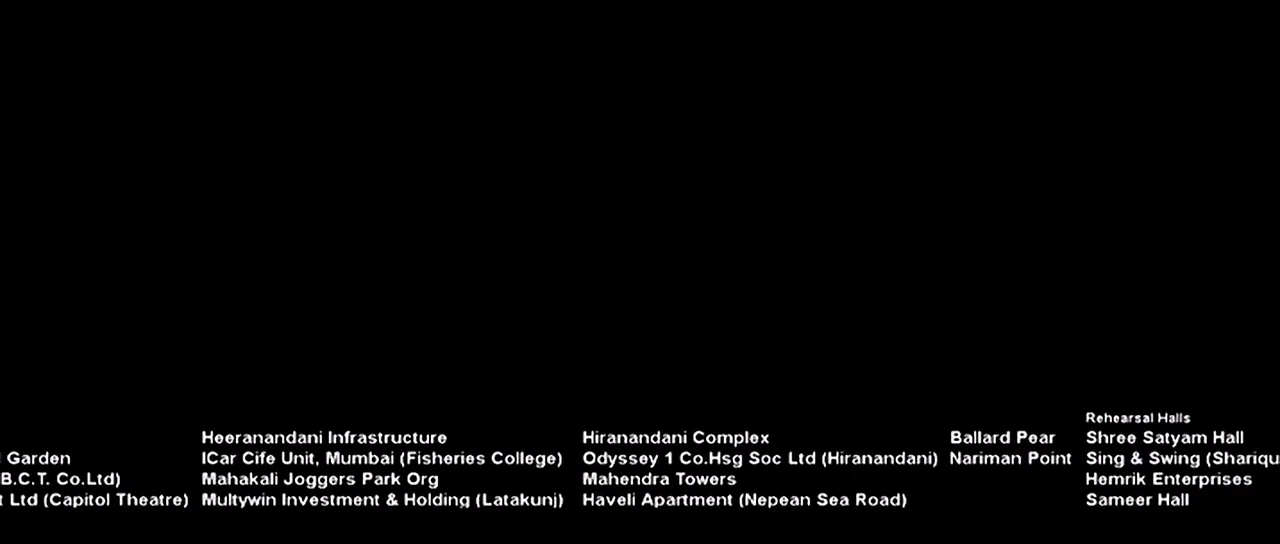 Garden
B.C.T. Co.Ltd)
Ltd (Capitol Theatre)
Heeranandani Infrastructure
ICar Cife Unit, Mumbai (Fisheries College)
Mahakali Joggers Park Org
Multywin Investment & Holding (Latakunj)
Hiranandani Complex
Odyssey 1 Co.Hsg Soc Ltd (Hiranandani)
Mahendra Towers
Haveli Apartment (Nepean Sea Road)
Ballard Pear
Nariman Point
Rehearsal Halls
Shree Satyam Hall
Sing & Swing (Shariqu
Hemrik Enterprises
Sameer Hall